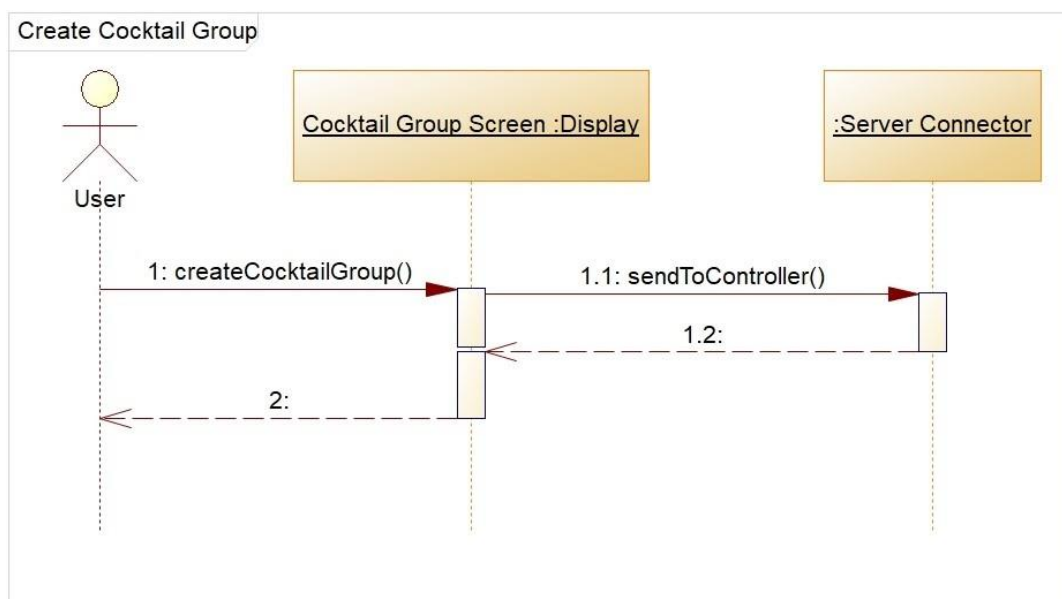 Create Cocktail Group
Cocktail Group Screen :Display
:Server Connector
User
1: createCocktailGroup()
1.1: sendToController()
1.2:
2: